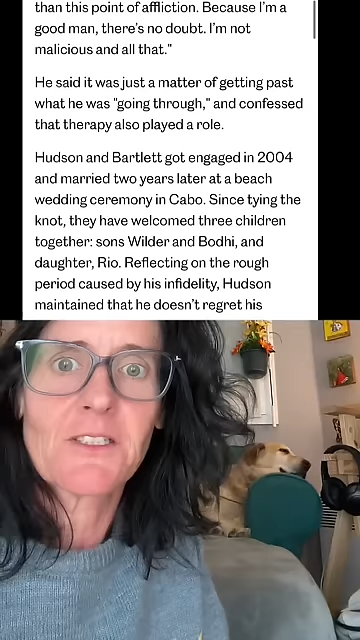 than this point of affliction. Because I'm a
good man, there's no doubt. I'm not
malicious and all that."
He said it was just a matter of getting past
what he was "going through," and confessed
that therapy also played a role.
Hudson and Bartlett got engaged in 2004
and married two years later at a beach
wedding ceremony in Cabo. Since tying the
knot, they have welcomed three children
together: sons Wilder and Bodhi, and
daughter, Rio. Reflecting on the rough
period caused by his infidelity, Hudson
maintained that he doesn't regret his